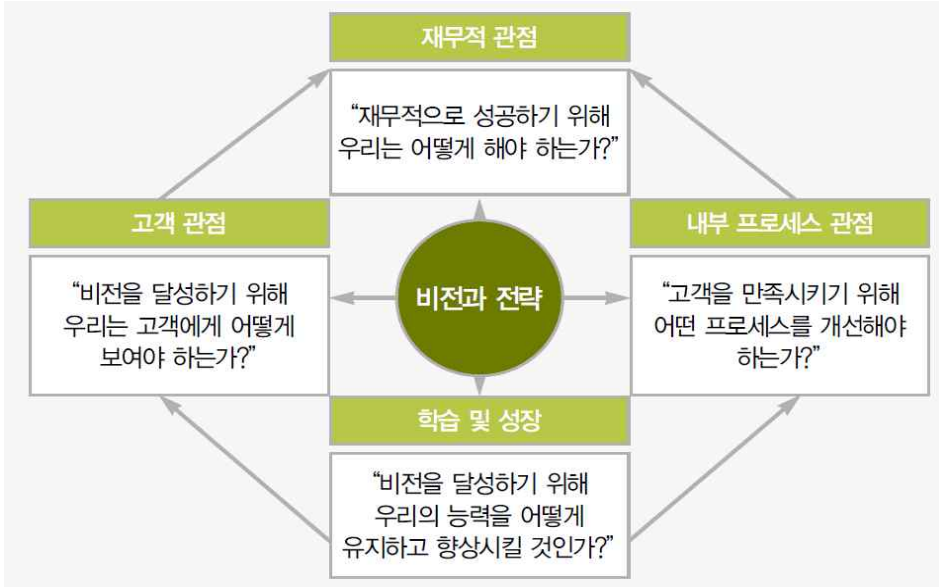 재무적 관점
“재무적으로 성공하기 위해
우리는 어떻게 해야 하는가?”
고객 관점
“비전을 달성하기 위해
우리는 고객에게 어떻게
보여야 하는가?”
비전과 전략
내부 프로세스 관점
“고객을 만족시키기 위해
어떤 프로세스를 개선해야
하는가?”
학습 및 성장
“비전을 달성하기 위해
우리의 능력을 어떻게
유지하고 향상시킬 것인가?”